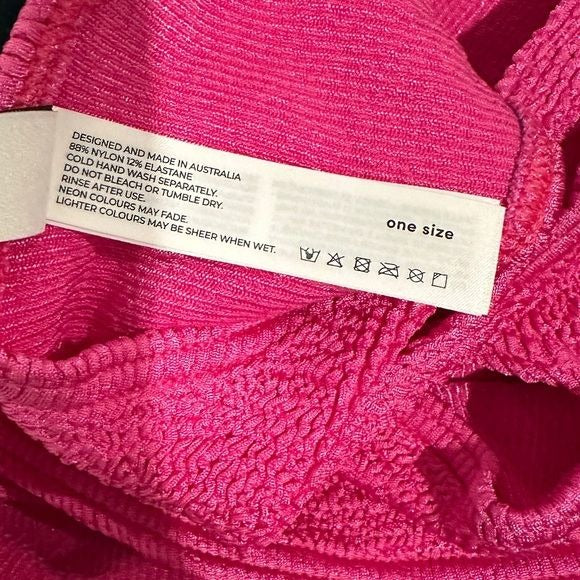 DESIGNED AND MADE IN AUSTRALIA
88% NYLON 12% ELASTANE
COLD HAND WASH SEPARATELY.
DO NOT BLEACH OR TUMBLE DRY.
RINSE AFTER USE.
NEON COLOURS MAY FADE.
LIGHTER COLOURS MAY BE SHEER WHEN WET.
one size